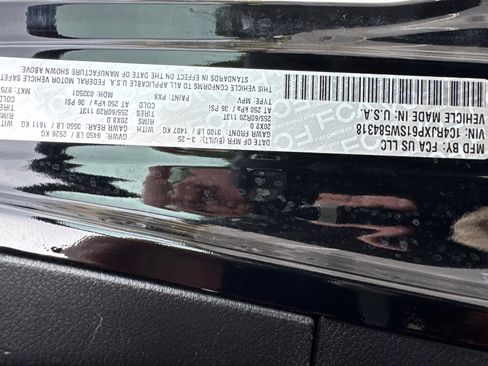 MFD BY: FCA US LLC
VEHICLE MADE IN: U.S.A.
VIN: 1C4RJXP61SW584318
DATE OF MFR (BUILT): 3-25
GAWR FRONT: 3100 LB / 1407 KG
255/60R20 113T
20X8.0
AT 250 kPa / 36 PSI
TYPE: MPV
GAWR REAR: 3550 LB / 1611 KG
6450 LB / 2926 KG
255/60R20 113T
RIMS 20X8.0
COLD AT 250 kPa / 36 PSI
MDH: 032501
PAINT: PX8
THIS VEHICLE CONFORMS TO ALL APPLICABLE U.S.A. FEDERAL MOTOR VEHICLE SAFETY
STANDARDS IN EFFECT ON THE DATE OF MANUFACTURE SHOWN ABOVE.